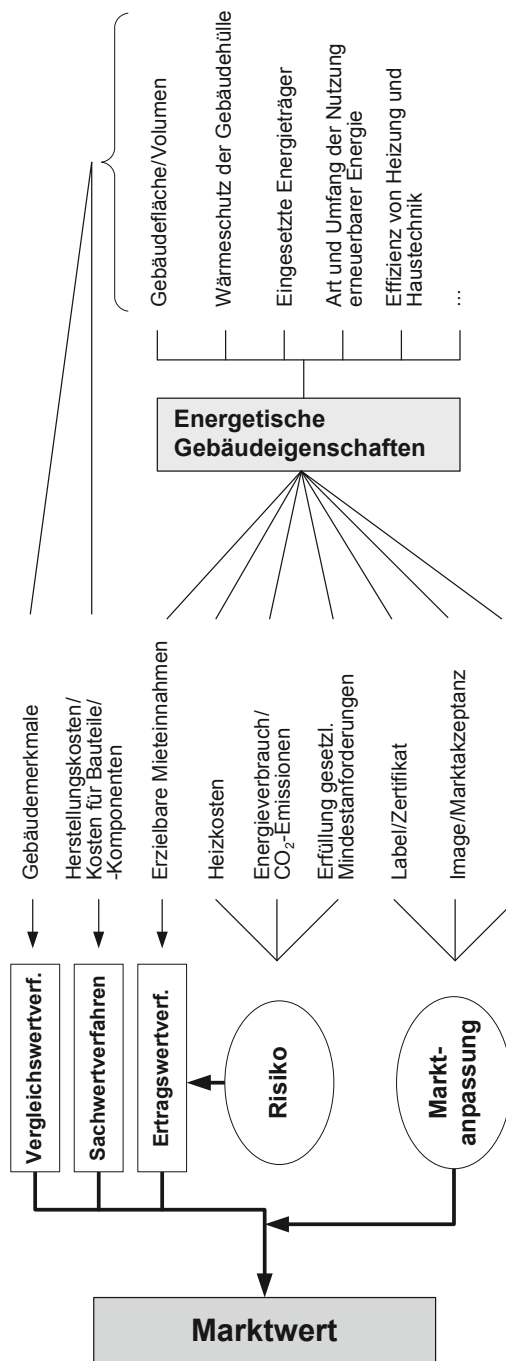 Gebäudefläche/Volumen
Wärmeschutz der Gebäudehülle
Eingesetzte Energieträger
Art und Umfang der Nutzung
erneuerbarer Energie
Effizienz von Heizung und
Haustechnik
...
Energetische
Gebäudeigenschaften
Gebäudemerkmale
Herstellungskosten/
Kosten für Bauteile/
-Komponenten
Erzielbare Mieteinnahmen
Heizkosten
Energieverbrauch/
CO₂-Emissionen
Erfüllung gesetzl.
Mindestanforderungen
Label/Zertifikat
Image/Marktakzeptanz
Vergleichswertverf.
Sachwertverfahren
Ertragswertverf.
Risiko
Markt-
anpassung
Marktwert